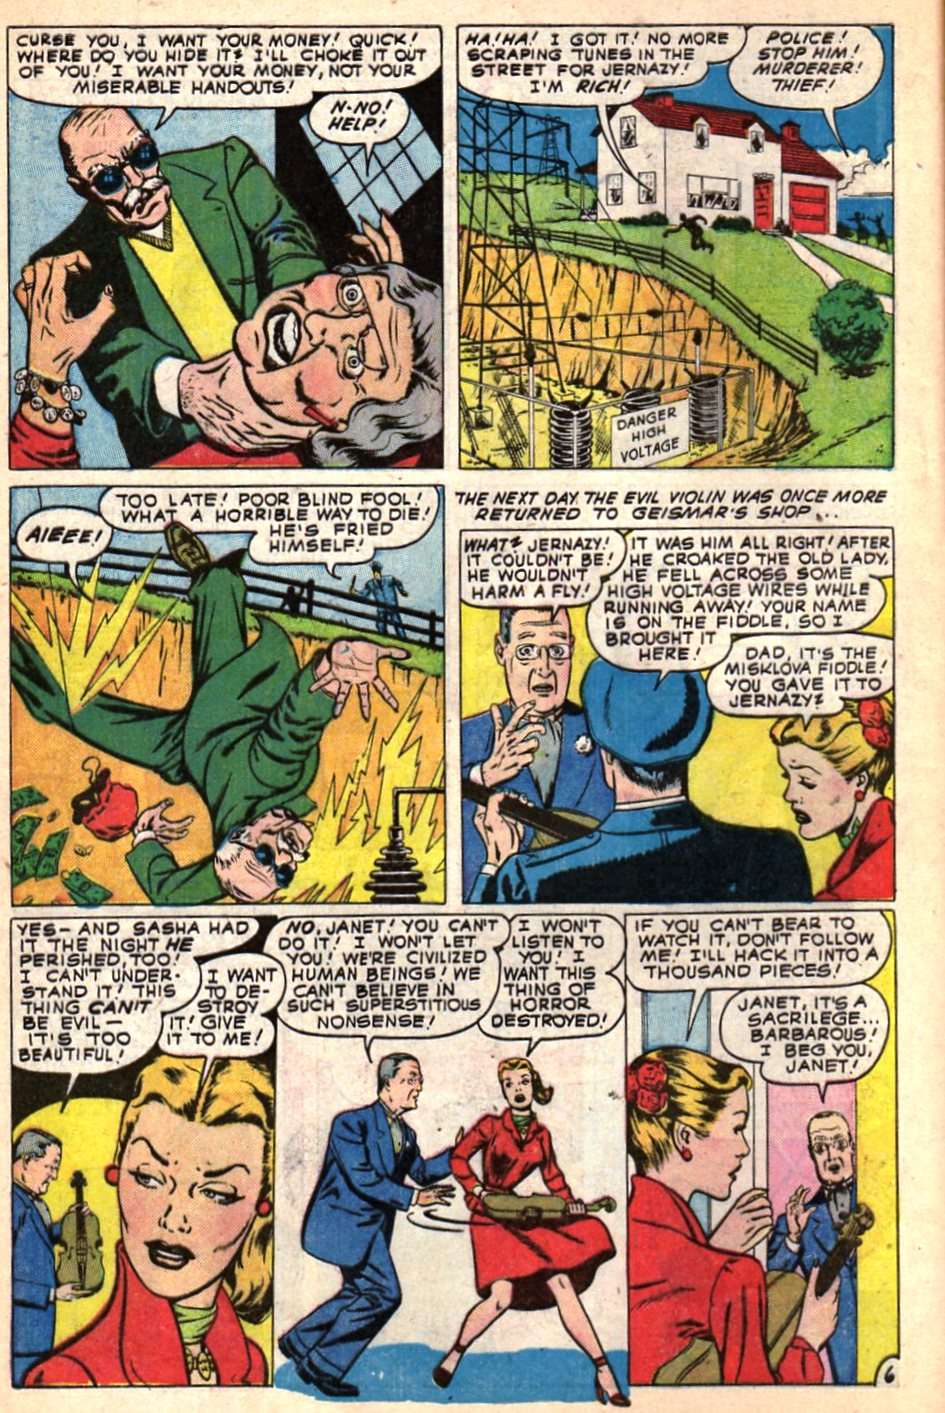 CURSE YOU, I WANT YOUR MONEY! QUICK!
WHERE DO YOU HIDE IT? I'LL CHOKE IT OUT
OF YOU! I WANT YOUR MONEY, NOT YOUR
MISERABLE HANDOUTS!
N-NO!
HELP!
HA! HA! I GOT IT! NO MORE
SCRAPING TUNES IN THE
STREET FOR JERNAZY!
I'M RICH!
POLICE!
STOP HIM!
MURDERER!
THIEF!
DANGER
HIGH
VOLTAGE
AIEEE!
TOO LATE! POOR BLIND FOOL!
WHAT A HORRIBLE WAY TO DIE!
HE'S FRIED
HIMSELF!
THE NEXT DAY THE EVIL VIOLIN WAS ONCE MORE
RETURNED TO GEISMAR'S SHOP...
WHAT? JERNAZY!
IT COULDN'T BE!
HE WOULDN'T
HARM A FLY!
IT WAS HIM ALL RIGHT! AFTER
HE CROAKED THE OLD LADY,
HE FELL ACROSS SOME
HIGH VOLTAGE WIRES WHILE
RUNNING AWAY! YOUR NAME
IS ON THE FIDDLE, SO I
BROUGHT IT
HERE!
DAD, IT'S THE
MISKLOVA FIDDLE!
YOU GAVE IT TO
JERNAZY?
YES- AND SASHA HAD
IT THE NIGHT HE
PERISHED, TOO!
I CAN'T UNDER-
STAND IT! THIS
THING CAN'T
BE EVIL-
IT'S TOO
BEAUTIFUL!
I WANT
TO DE-
STROY
IT! GIVE
IT TO ME!
NO, JANET! YOU CAN'T
DO IT! I WON'T LET
YOU! WE'RE CIVILIZED
HUMAN BEINGS! WE
CAN'T BELIEVE IN
SUCH SUPERSTITIOUS
NONSENSE!
I WON'T
LISTEN TO
YOU! I
WANT THIS
THING OF
HORROR
DESTROYED!
IF YOU CAN'T BEAR TO
WATCH IT, DON'T FOLLOW
ME! I'LL HACK IT INTO A
THOUSAND PIECES!
JANET, IT'S A
SACRILEGE...
BARBAROUS!
I BEG YOU,
JANET!
6